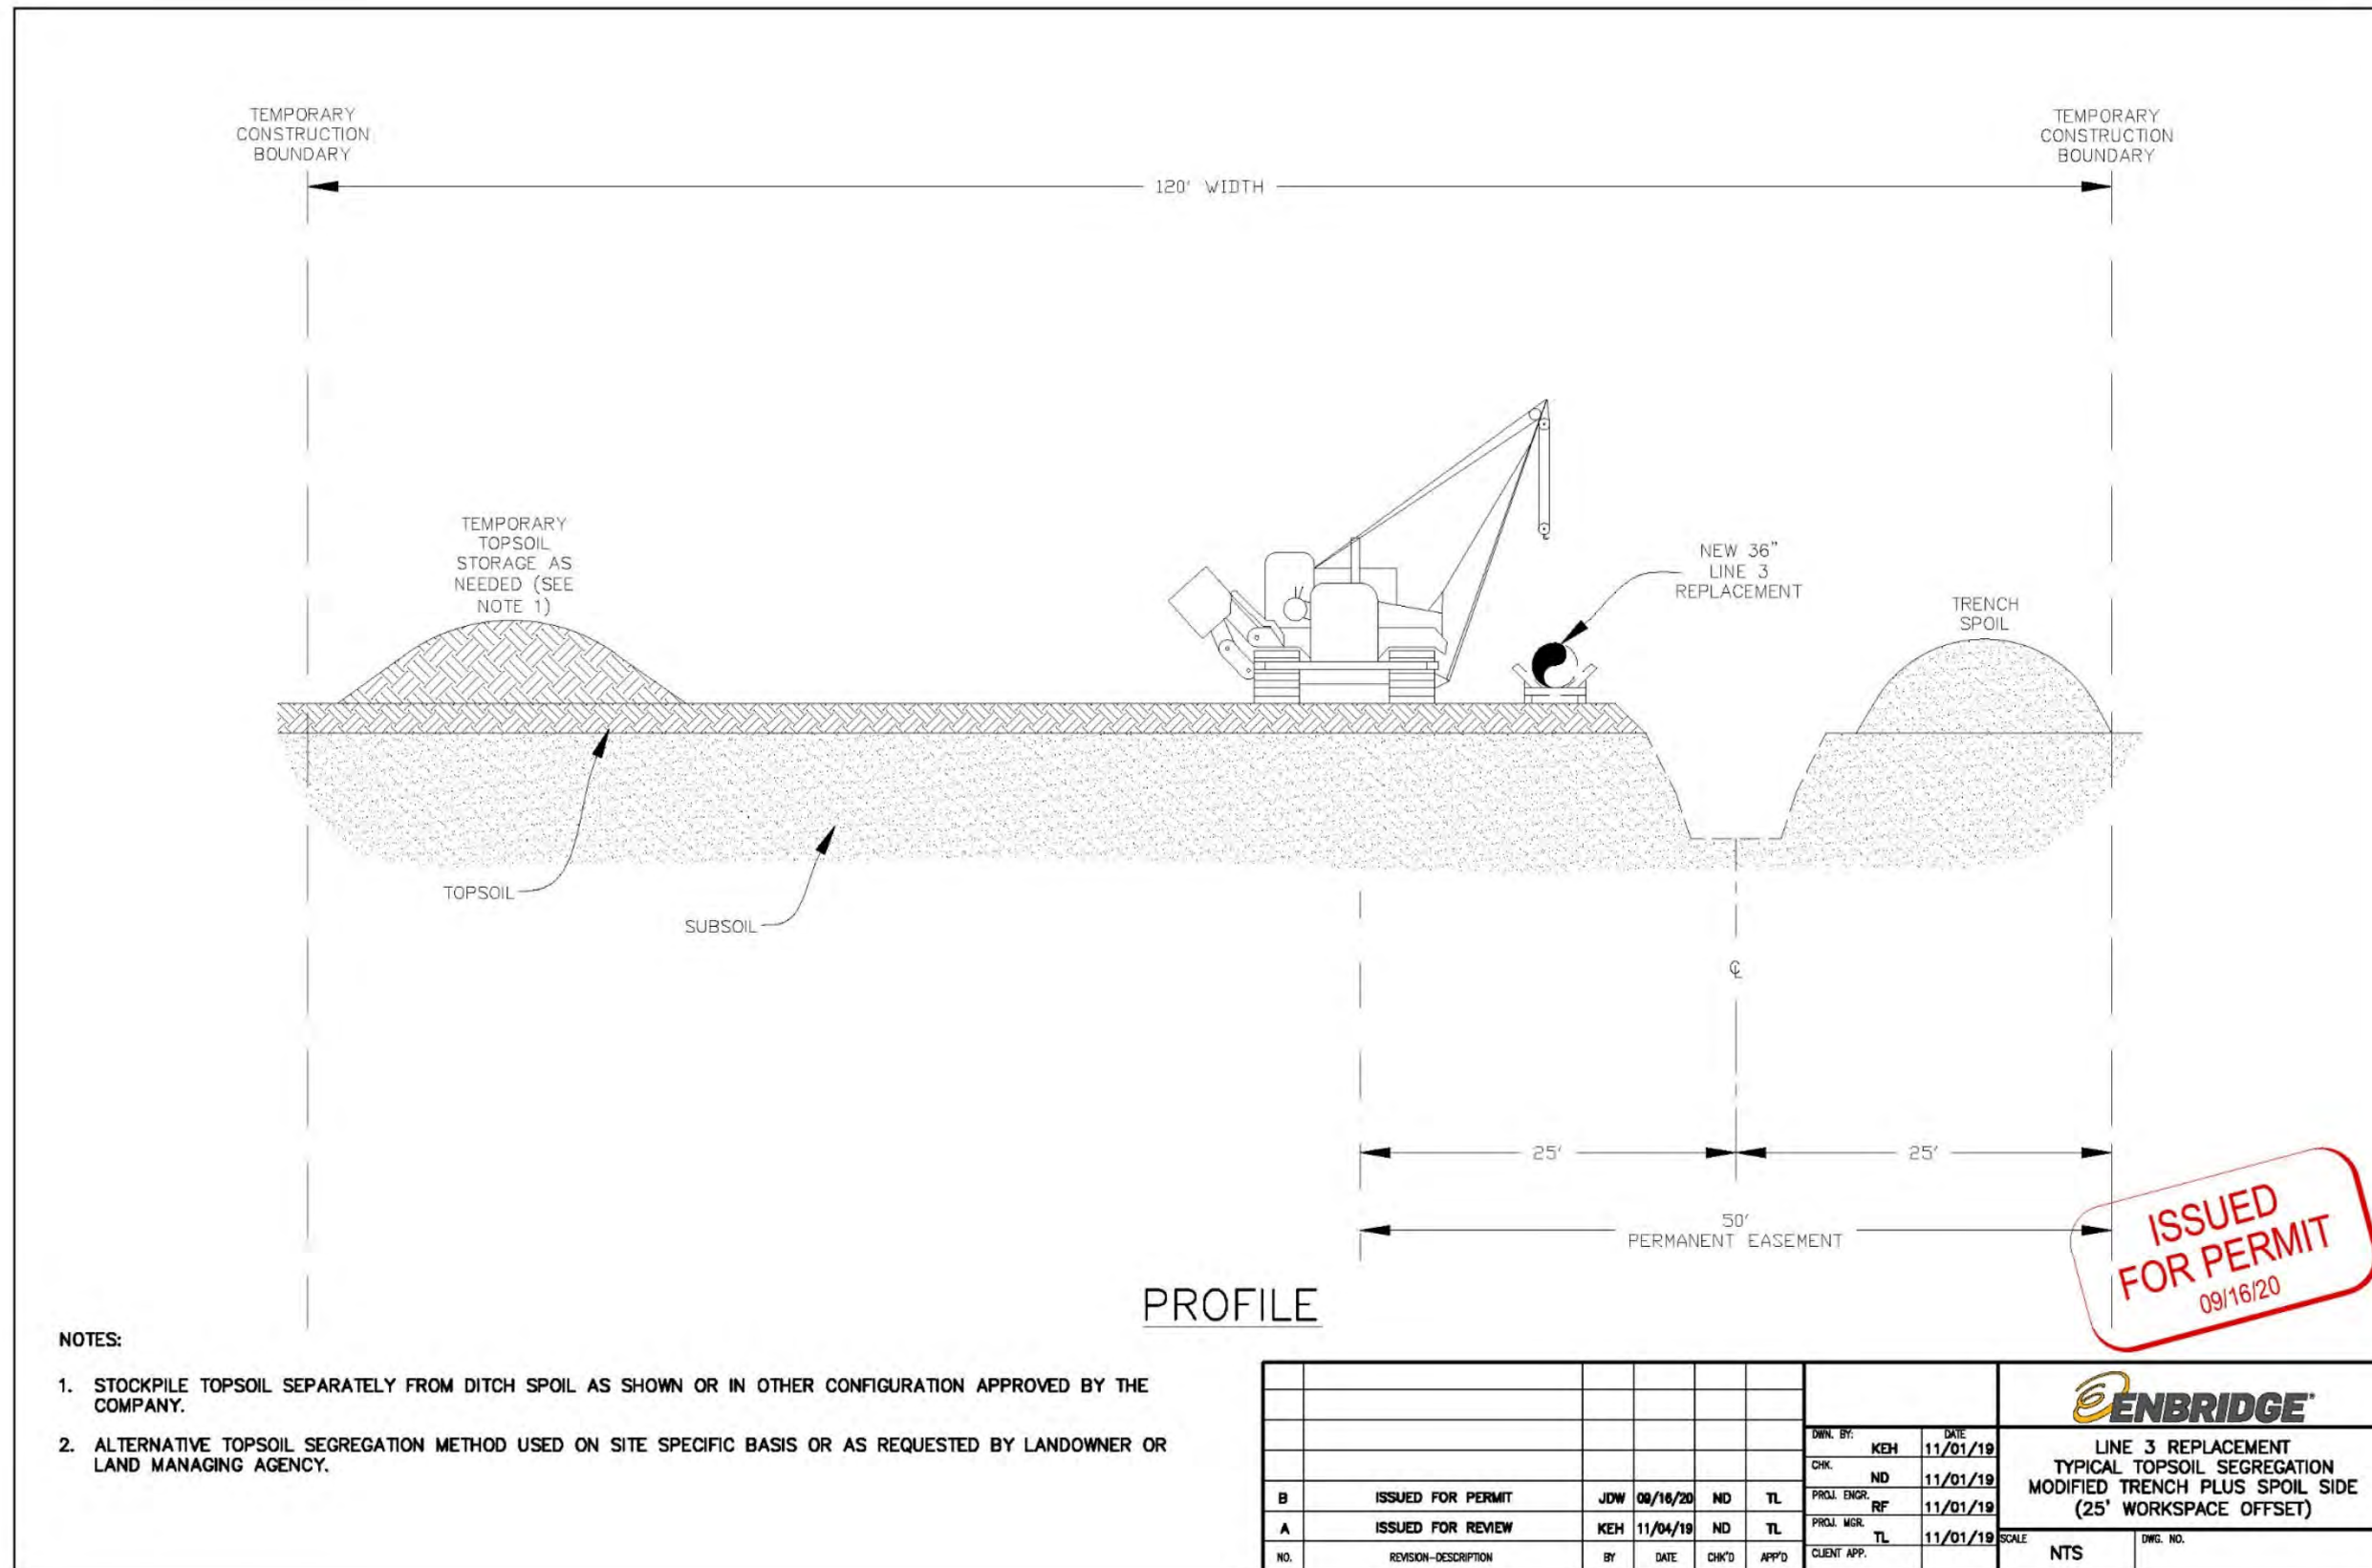 TEMPORARY
CONSTRUCTION
BOUNDARY
TEMPORARY
CONSTRUCTION
BOUNDARY
120' WIDTH
TEMPORARY
TOPSOIL
STORAGE AS
NEEDED (SEE
NOTE 1)
NEW 36"
LINE 3
REPLACEMENT
TRENCH
SPOIL
TOPSOIL
SUBSOIL
℄
25'
25'
50'
PERMANENT EASEMENT
PROFILE
ISSUED
FOR PERMIT
09/16/20
NOTES:
1. STOCKPILE TOPSOIL SEPARATELY FROM DITCH SPOIL AS SHOWN OR IN OTHER CONFIGURATION APPROVED BY THE
COMPANY.
2. ALTERNATIVE TOPSOIL SEGREGATION METHOD USED ON SITE SPECIFIC BASIS OR AS REQUESTED BY LANDOWNER OR
LAND MANAGING AGENCY.
B ISSUED FOR PERMIT JDW 09/16/20 ND TL
A ISSUED FOR REVIEW KEH 11/04/19 ND TL
NO. REVISION-DESCRIPTION BY DATE CHK'D APP'D
DWN. BY: KEH DATE 11/01/19
CHK. ND 11/01/19
PROJ. ENGR. RF 11/01/19
PROJ. MGR. TL 11/01/19
CLIENT APP.
ENBRIDGE®
LINE 3 REPLACEMENT
TYPICAL TOPSOIL SEGREGATION
MODIFIED TRENCH PLUS SPOIL SIDE
(25' WORKSPACE OFFSET)
SCALE NTS DWG. NO.